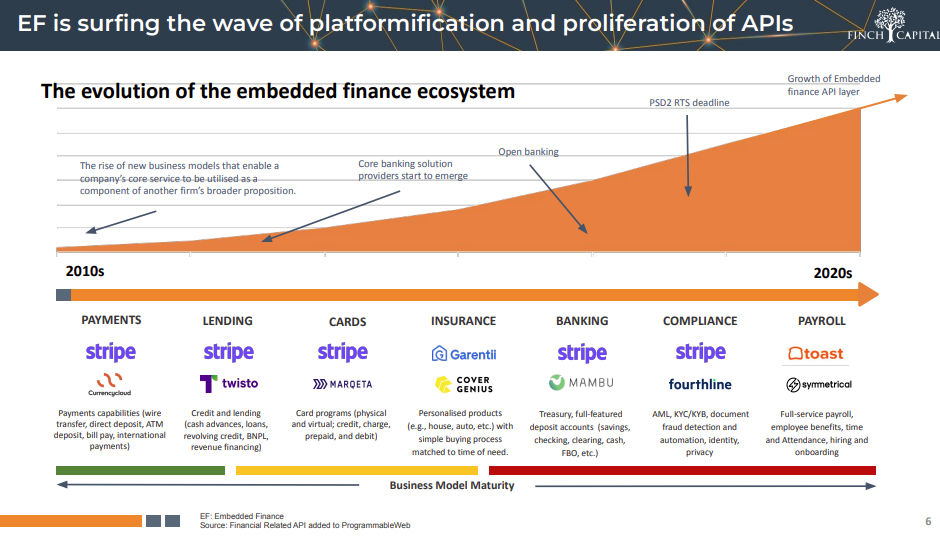 EF is surfing the wave of platformification and proliferation of APIs
FINCH CAPITAL
The evolution of the embedded finance ecosystem
Growth of Embedded
finance API layer
PSD2 RTS deadline
Open banking
Core banking solution
providers start to emerge
The rise of new business models that enable a
company's core service to be utilised as a
component of another firm's broader proposition.
2010s
2020s
PAYMENTS
stripe
Currencycloud
Payments capabilities (wire
transfer, direct deposit, ATM
deposit, bill pay, international
payments)
LENDING
stripe
twisto
Credit and lending
(cash advances, loans,
revolving credit, BNPL,
revenue financing)
CARDS
stripe
MARQETA
Card programs (physical
and virtual; credit, charge,
prepaid, and debit)
INSURANCE
Garentii
COVER
GENIUS
Personalised products
(e.g., house, auto, etc.) with
simple buying process
matched to time of need.
BANKING
stripe
MAMBU
Treasury, full-featured
deposit accounts (savings,
checking, clearing, cash,
FBO, etc.)
COMPLIANCE
stripe
fourthline
AML, KYC/KYB, document
fraud detection and
automation, identity,
privacy
PAYROLL
toast
symmetrical
Full-service payroll,
employee benefits, time
and Attendance, hiring and
onboarding
Business Model Maturity
EF: Embedded Finance
Source: Financial Related API added to ProgrammableWeb
6